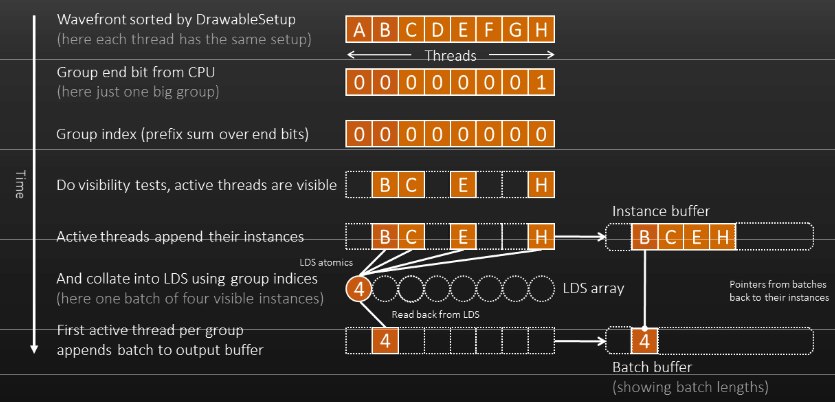 Wavefront sorted by DrawableSetup
(here each thread has the same setup)
A B C D E F G H
Threads
Group end bit from CPU
(here just one big group)
0 0 0 0 0 0 0 1
Group index (prefix sum over end bits)
0 0 0 0 0 0 0 0
Time
Do visibility tests, active threads are visible
B C E H
Instance buffer
Active threads append their instances
B C E H
B C E H
LDS atomics
And collate into LDS using group indices
(here one batch of four visible instances)
4
LDS array
Pointers from batches
back to their instances
Read back from LDS
First active thread per group
appends batch to output buffer
4
4
Batch buffer
(showing batch lengths)